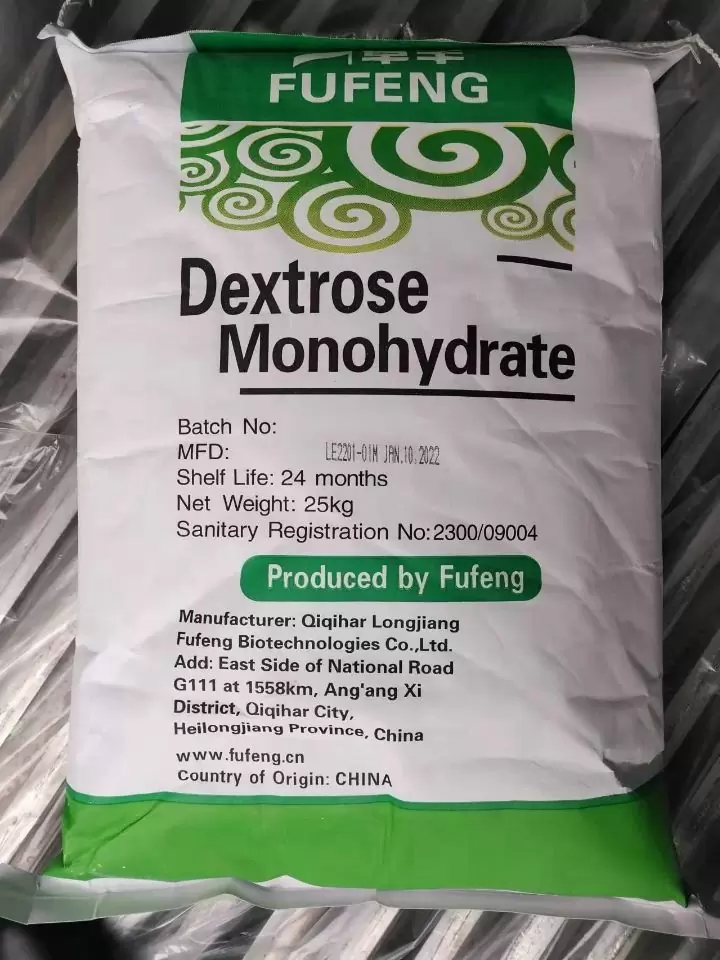 FUFENG
Dextrose
Monohydrate
Batch No:
MFD: LE2201-01M JAN.10.2022
Shelf Life: 24 months
Net Weight: 25kg
Sanitary Registration No:2300/09004
Produced by Fufeng
Manufacturer: Qiqihar Longjiang
Fufeng Biotechnologies Co.,Ltd.
Add: East Side of National Road
G111 at 1558km, Ang'ang Xi
District, Qiqihar City,
Heilongjiang Province, China
www.fufeng.cn
Country of Origin: CHINA